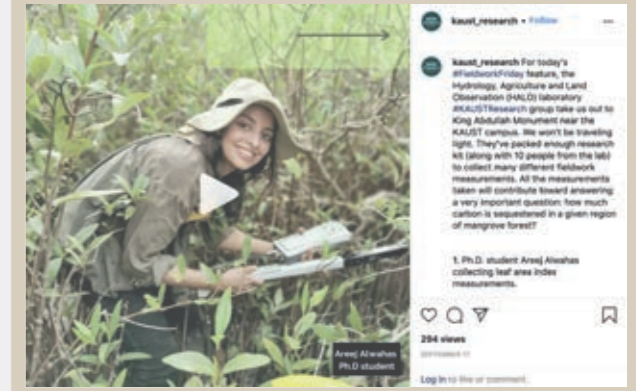 kaust_research • Follow
kaust_research For today's
#FieldworkFriday feature, the
Hydrology, Agriculture and Land
Observation (HALO) laboratory
#KAUSTResearch group take us out to
King Abdullah Monument near the
KAUST campus. We won't be traveling
light. They've packed enough research
kit (along with 10 people from the lab)
to collect many different fieldwork
measurements. All the measurements
taken will contribute toward answering
a very important question: how much
carbon is sequestered in a given region
of mangrove forest?
1. Ph.D. student Areej Alwahas
collecting leaf area index
measurements.
Areej Alwahas
Ph.D student
294 views
Log in to like or comment.